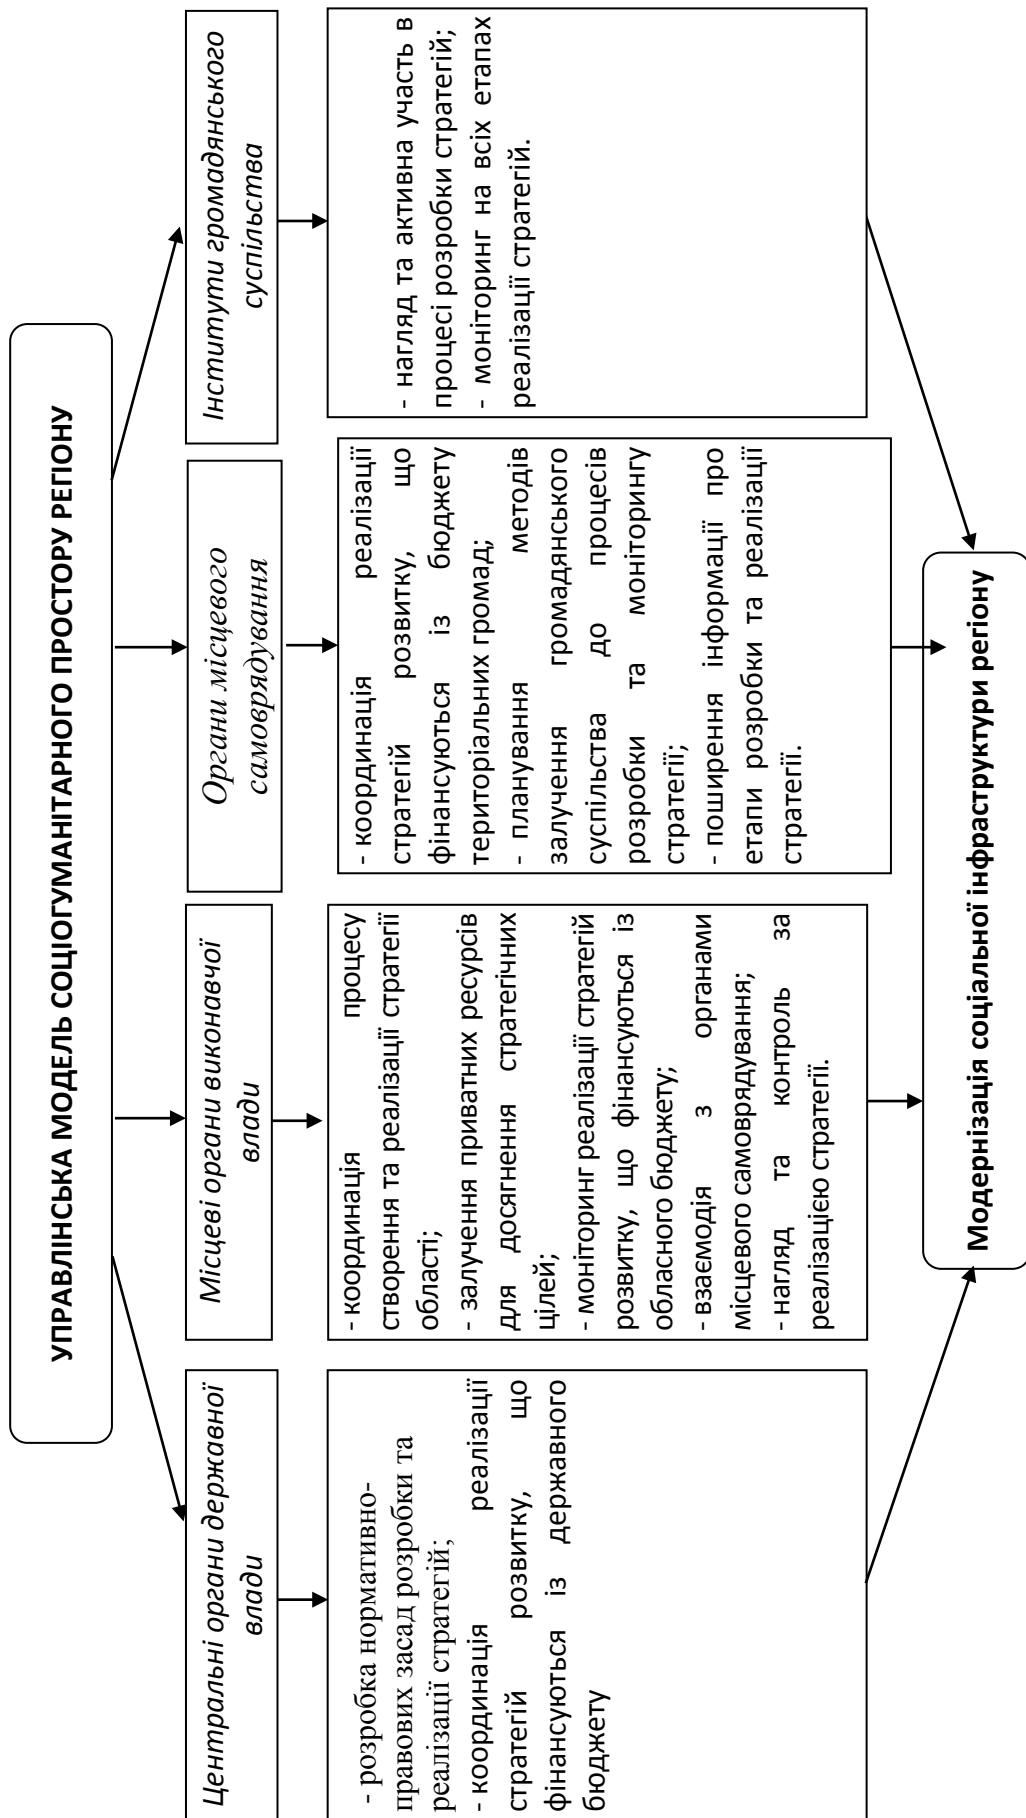 УПРАВЛІНСЬКА МОДЕЛЬ СОЦІОГУМАНІТАРНОГО ПРОСТОРУ РЕГІОНУ
Центральні органи державної
влади
- розробка нормативно-
правових засад розробки та
реалізації стратегій;
- координація реалізації
стратегій розвитку, що
фінансуються із державного
бюджету
Місцеві органи виконавчої
влади
- координація процесу
створення та реалізації стратегії
області;
- залучення приватних ресурсів
для досягнення стратегічних
цілей;
- моніторинг реалізації стратегій
розвитку, що фінансуються із
обласного бюджету;
- взаємодія з органами
місцевого самоврядування;
- нагляд та контроль за
реалізацією стратегії.
Органи місцевого
самоврядування
- координація реалізації
стратегій розвитку, що
фінансуються із бюджету
територіальних громад;
- планування методів
залучення громадянського
суспільства до процесів
розробки та моніторингу
стратегії;
- поширення інформації про
етапи розробки та реалізації
стратегії.
Інститути громадянського
суспільства
- нагляд та активна участь в
процесі розробки стратегій;
- моніторинг на всіх етапах
реалізації стратегій.
Модернізація соціальної інфраструктури регіону